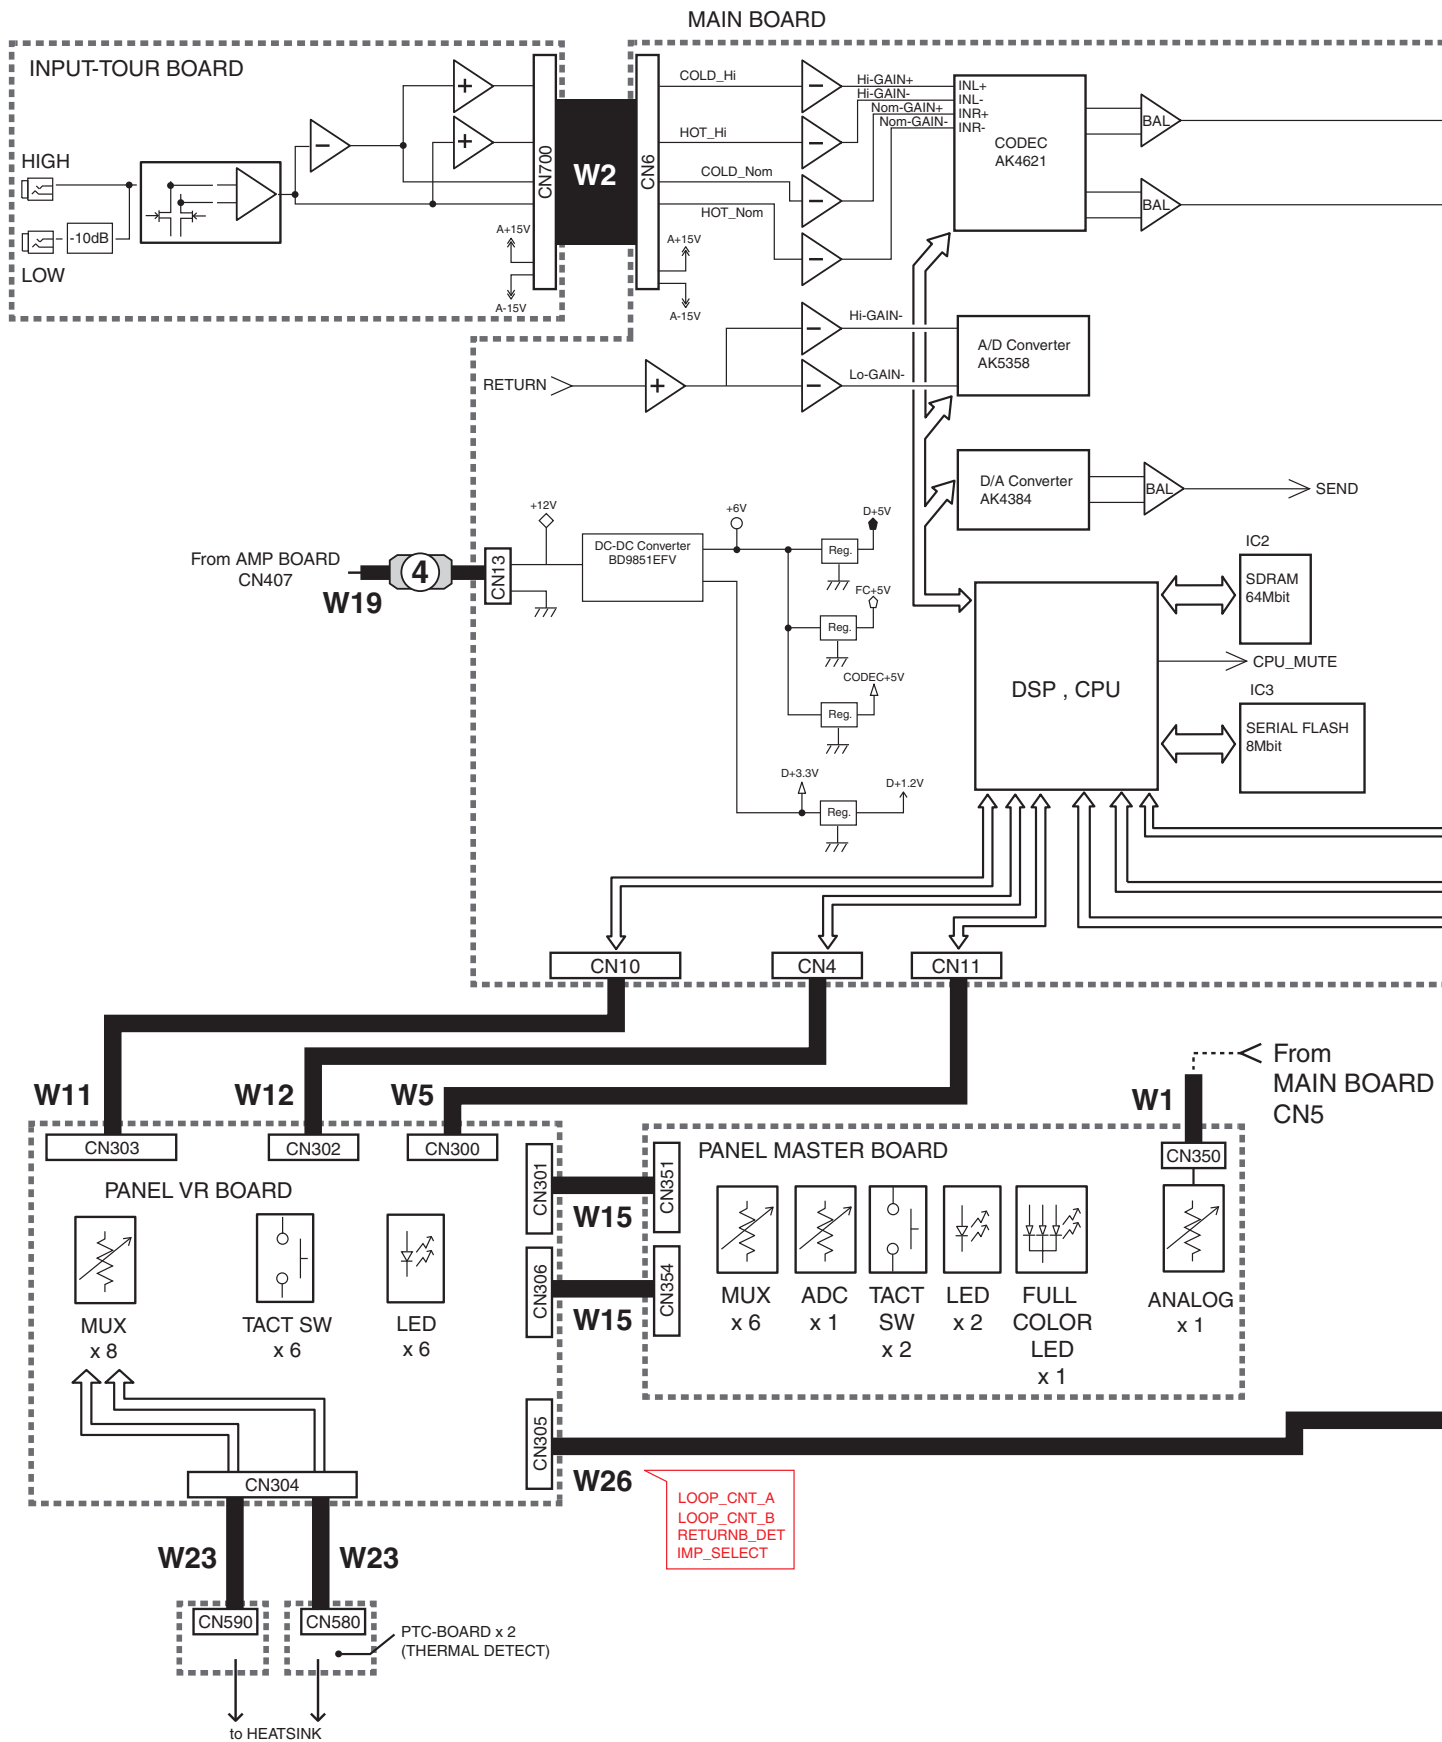 MAIN BOARD
INPUT-TOUR BOARD
HIGH
-10dB
LOW
CN700
W2
CN6
A+15V
A-15V
A+15V
A-15V
COLD_Hi
HOT_Hi
COLD_Nom
HOT_Nom
Hi-GAIN+
Hi-GAIN-
Nom-GAIN+
Nom-GAIN-
INL+
INL-
INR+
INR-
CODEC
AK4621
BAL
BAL
RETURN
Hi-GAIN-
Lo-GAIN-
A/D Converter
AK5358
D/A Converter
AK4384
BAL
SEND
From AMP BOARD
CN407
W19
4
CN13
+12V
DC-DC Converter
BD9851EFV
+6V
D+5V
Reg.
FC+5V
Reg.
CODEC+5V
Reg.
D+3.3V
D+1.2V
Reg.
DSP , CPU
IC2
SDRAM
64Mbit
CPU_MUTE
IC3
SERIAL FLASH
8Mbit
CN10
CN4
CN11
W11
W12
W5
W1
From
MAIN BOARD
CN5
CN303
CN302
CN300
PANEL VR BOARD
MUX
x 8
TACT SW
x 6
LED
x 6
CN301
CN306
CN305
CN304
W15
W15
CN351
CN354
PANEL MASTER BOARD
CN350
MUX
x 6
ADC
x 1
TACT
SW
x 2
LED
x 2
FULL
COLOR
LED
x 1
ANALOG
x 1
W26
LOOP_CNT_A
LOOP_CNT_B
RETURNB_DET
IMP_SELECT
W23
W23
CN590
CN580
PTC-BOARD x 2
(THERMAL DETECT)
to HEATSINK